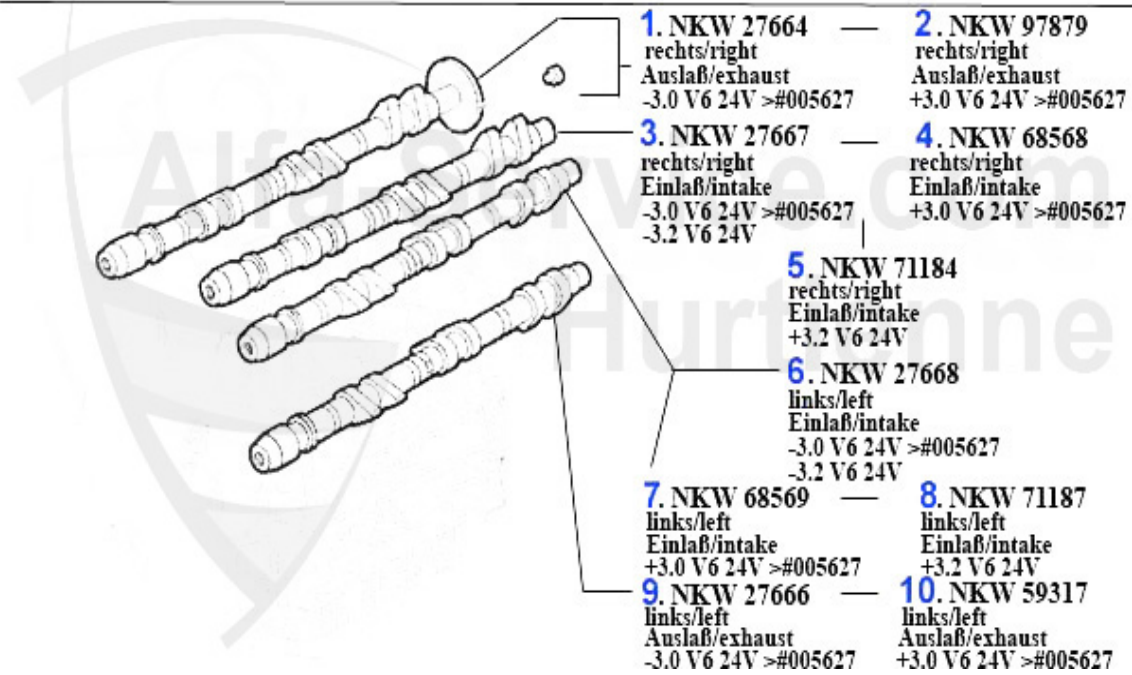 1. NKW 27664 — 2. NKW 97879
rechts/right
Auslaß/exhaust
-3.0 V6 24V >#005627
rechts/right
Auslaß/exhaust
+3.0 V6 24V >#005627
3. NKW 27667 — 4. NKW 68568
rechts/right
Einlaß/intake
-3.0 V6 24V >#005627
-3.2 V6 24V
rechts/right
Einlaß/intake
+3.0 V6 24V >#005627
5. NKW 71184
rechts/right
Einlaß/intake
+3.2 V6 24V
6. NKW 27668
links/left
Einlaß/intake
-3.0 V6 24V >#005627
-3.2 V6 24V
7. NKW 68569 — 8. NKW 71187
links/left
Einlaß/intake
+3.0 V6 24V >#005627
links/left
Einlaß/intake
+3.2 V6 24V
9. NKW 27666 — 10. NKW 59317
links/left
Auslaß/exhaust
-3.0 V6 24V >#005627
links/left
Auslaß/exhaust
+3.0 V6 24V >#005627
Alfa-Service.com
Hurtienne